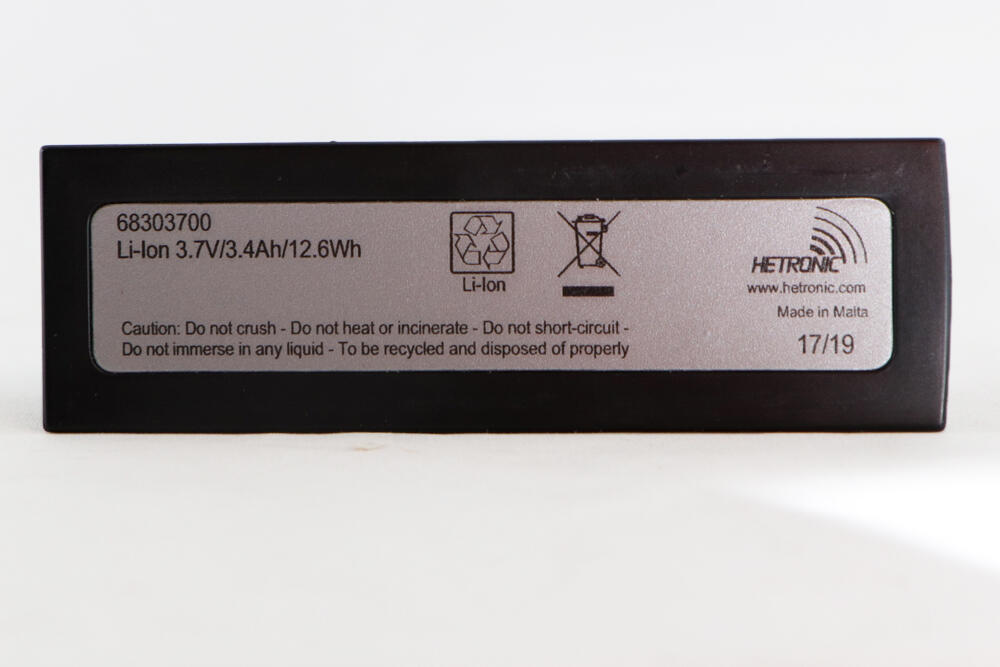 68303700
Li-Ion 3.7V/3.4Ah/12.6Wh
Li-Ion
Caution: Do not crush - Do not heat or incinerate - Do not short-circuit -
Do not immerse in any liquid - To be recycled and disposed of properly
HETRONIC
www.hetronic.com
Made in Malta
17/19